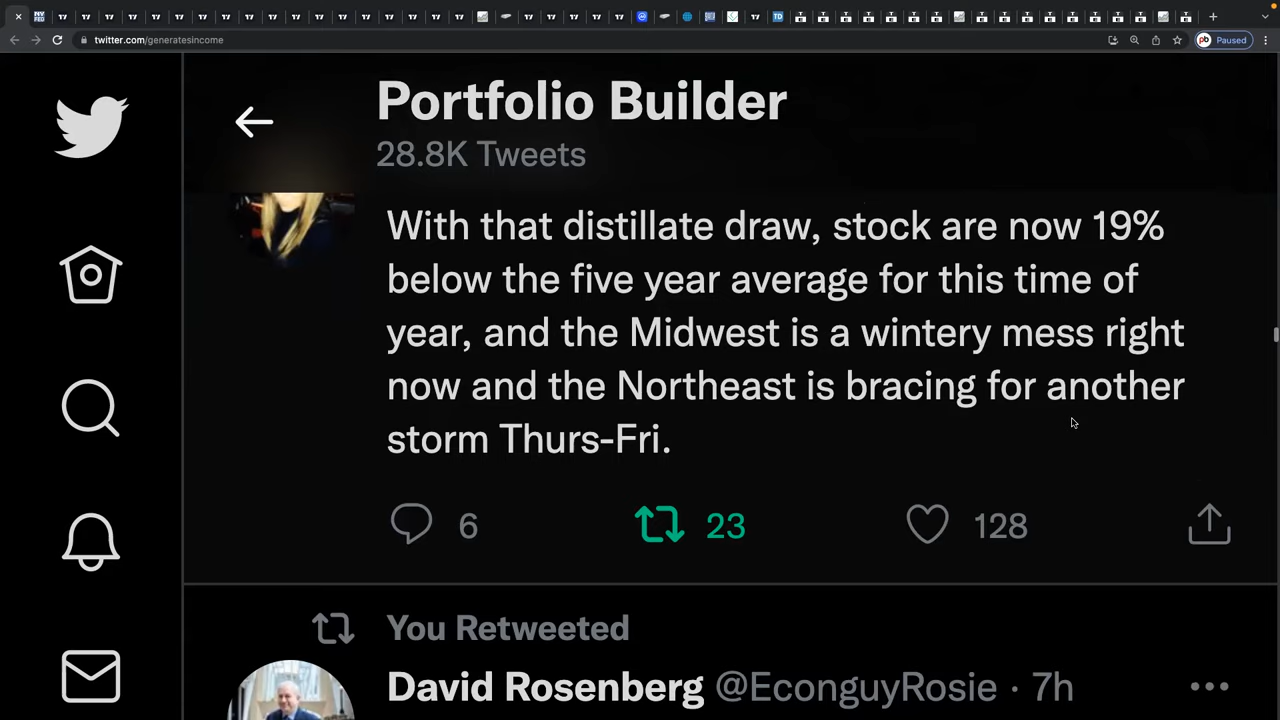 twitter.com/generatesincome
Paused
Portfolio Builder
28.8K Tweets
With that distillate draw, stock are now 19%
below the five year average for this time of
year, and the Midwest is a wintery mess right
now and the Northeast is bracing for another
storm Thurs-Fri.
6 23 128
You Retweeted
David Rosenberg @EconguyRosie · 7h